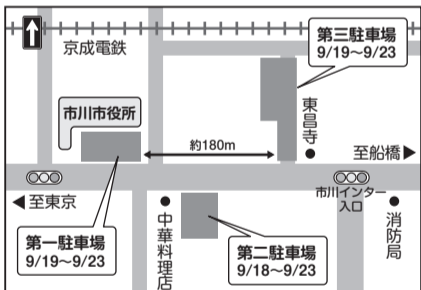 京成電鉄
第三駐車場
9/19～9/23
市川市役所
東昌寺
約180m
至船橋▶
市川インター
入口
◀至東京
中華料理店
消防局
第一駐車場
9/19～9/23
第二駐車場
9/18～9/23